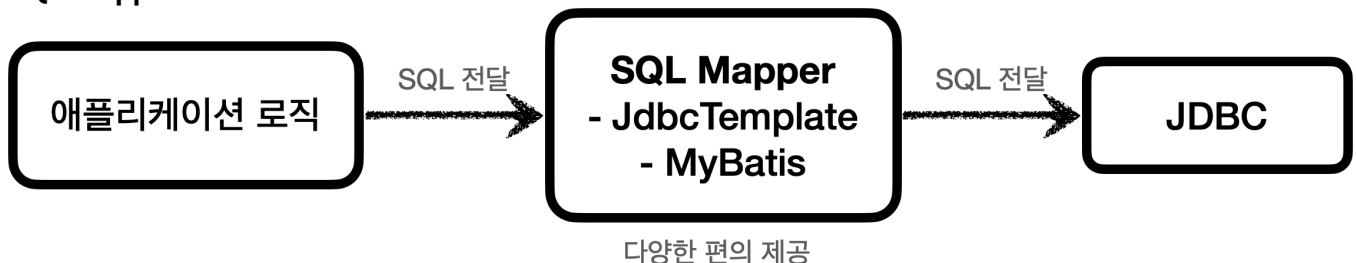 애플리케이션 로직
SQL 전달
SQL Mapper
- JdbcTemplate
- MyBatis
SQL 전달
JDBC
다양한 편의 제공